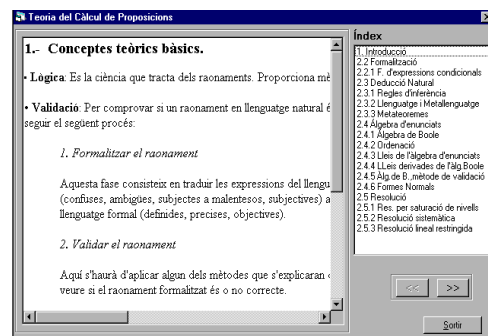 Teoria del Càlcul de Proposicions
1.- Conceptes teòrics bàsics.
• Lògica: Es la ciència que tracta dels raonaments. Proporciona mè
• Validació: Per comprovar si un raonament en llenguatge natural é
seguir el següent procés:
1. Formalitzar el raonament
Aquesta fase consisteix en traduir les expressions del llengu
(confuses, ambigües, subjectes a malentesos, subjectives) a
llenguatge formal (definides, precises, objectives).
2. Validar el raonament
Aquí s'haurà d'aplicar algun dels mètodes que s'explicaran
veure si el raonament formalitzat és o no correcte.
Índex
1. Introducció
2.2 Formalització
2.2.1 F. d'expressions condicionals
2.3 Deducció Natural
2.3.1 Regles d'inferència
2.3.2 Llenguatge i Metallenguatge
2.3.3 Metateoremes
2.4 Àlgebra d'enunciats
2.4.1 Àlgebra de Boole
2.4.2 Ordenació
2.4.3 Lleis de l'àlgebra d'enunciats
2.4.4 LLeis derivades de l'àlg.Boole
2.4.5 Àlg.de B.,mètode de validació
2.4.6 Formes Normals
2.5 Resolució
2.5.1 Res. per saturació de nivells
2.5.2 Resolució sistemàtica
2.5.3 Resolució lineal restringida
<< >>
Sortir